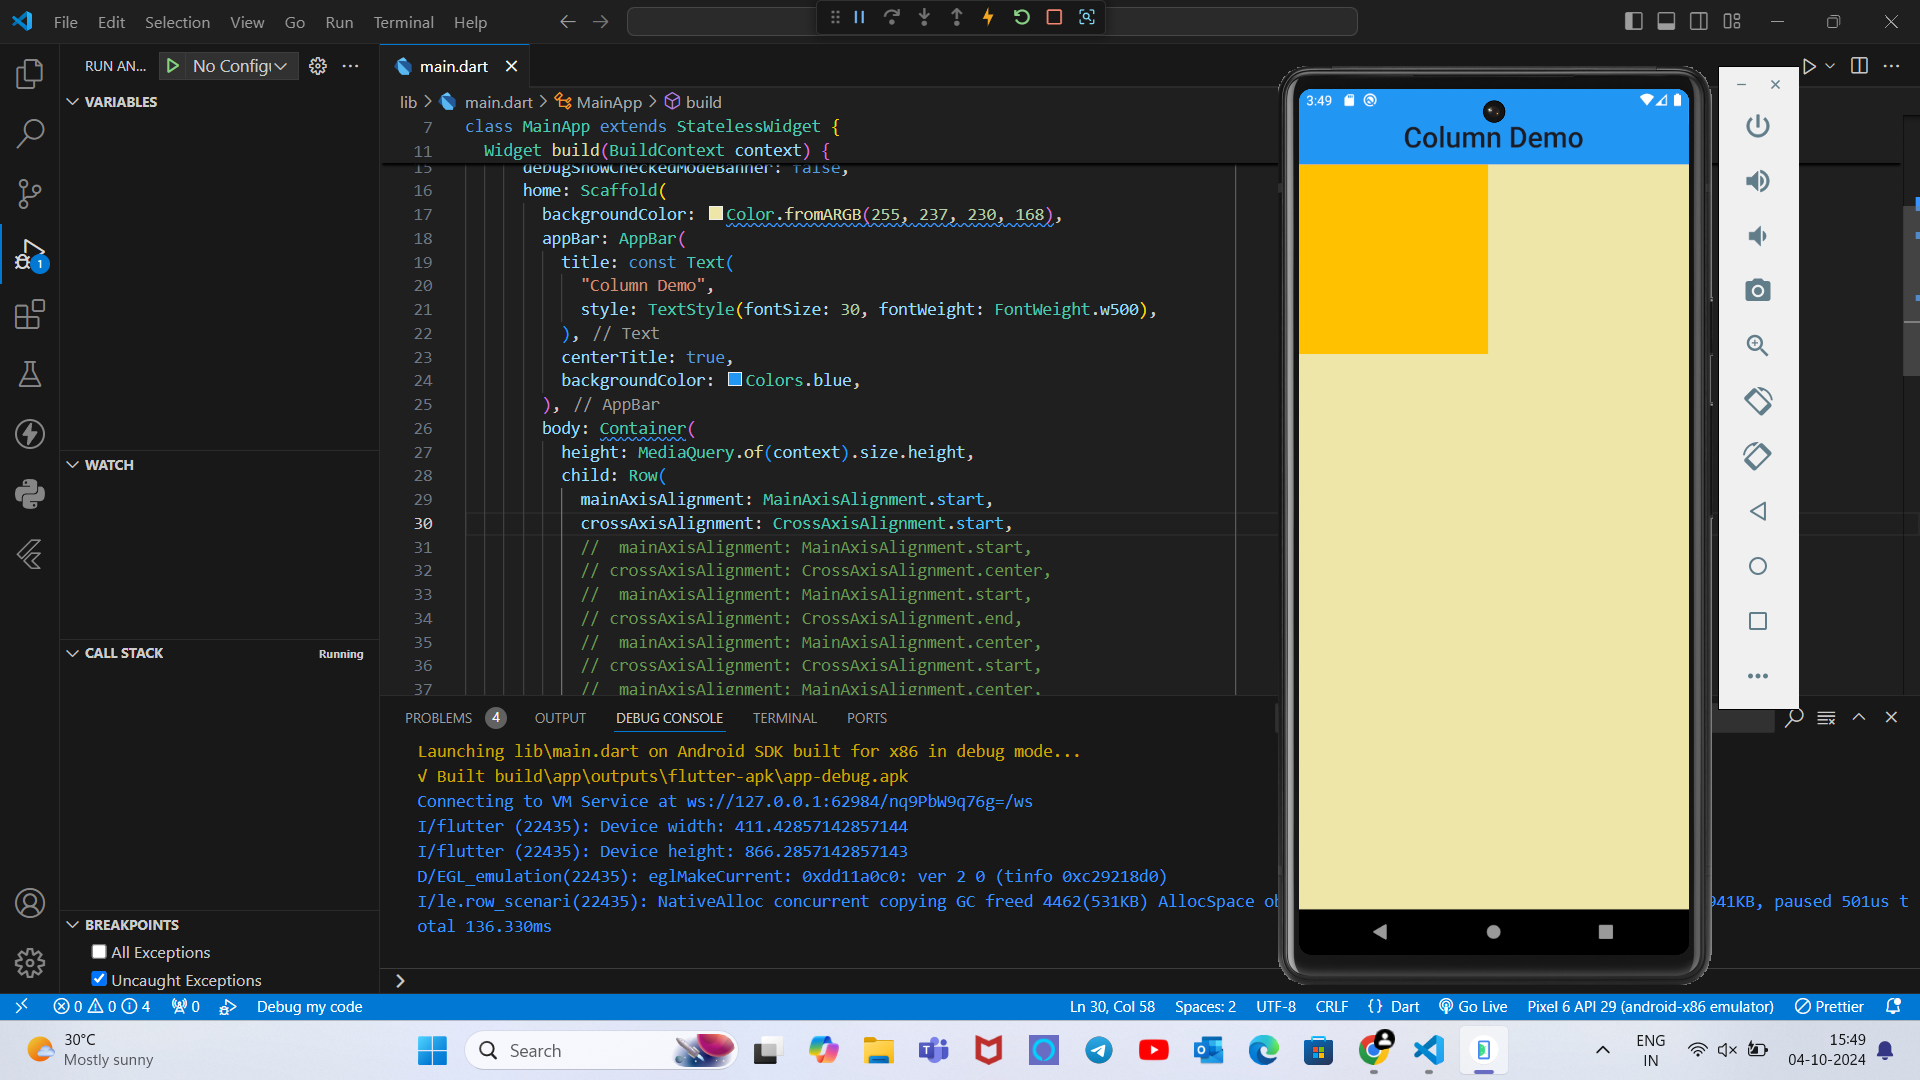 File Edit Selection View Go Run Terminal Help
RUN AN... No Config
main.dart
VARIABLES
lib > main.dart > MainApp > build
7 class MainApp extends StatelessWidget {
11 Widget build(BuildContext context) {
15 debugShowCheckedModeBanner: false,
16 home: Scaffold(
17 backgroundColor: Color.fromARGB(255, 237, 230, 168),
18 appBar: AppBar(
19 title: const Text(
20 "Column Demo",
21 style: TextStyle(fontSize: 30, fontWeight: FontWeight.w500),
22 ), // Text
23 centerTitle: true,
24 backgroundColor: Colors.blue,
25 ), // AppBar
26 body: Container(
27 height: MediaQuery.of(context).size.height,
28 child: Row(
29 mainAxisAlignment: MainAxisAlignment.start,
30 crossAxisAlignment: CrossAxisAlignment.start,
31 //  mainAxisAlignment: MainAxisAlignment.start,
32 // crossAxisAlignment: CrossAxisAlignment.center,
33 //  mainAxisAlignment: MainAxisAlignment.start,
34 // crossAxisAlignment: CrossAxisAlignment.end,
35 //  mainAxisAlignment: MainAxisAlignment.center,
36 // crossAxisAlignment: CrossAxisAlignment.start,
37 //  mainAxisAlignment: MainAxisAlignment.center,
3:49
Column Demo
1
WATCH
CALL STACK Running
BREAKPOINTS
All Exceptions
Uncaught Exceptions
PROBLEMS 4 OUTPUT DEBUG CONSOLE TERMINAL PORTS
Launching lib\main.dart on Android SDK built for x86 in debug mode...
√ Built build\app\outputs\flutter-apk\app-debug.apk
Connecting to VM Service at ws://127.0.0.1:62984/nq9PbW9q76g=/ws
I/flutter (22435): Device width: 411.42857142857144
I/flutter (22435): Device height: 866.2857142857143
D/EGL_emulation(22435): eglMakeCurrent: 0xdd11a0c0: ver 2 0 (tinfo 0xc29218d0)
I/le.row_scenari(22435): NativeAlloc concurrent copying GC freed 4462(531KB) AllocSpace ob 941KB, paused 501us t
otal 136.330ms
0 0 4 0 Debug my code Ln 30, Col 58 Spaces: 2 UTF-8 CRLF {} Dart Go Live Pixel 6 API 29 (android-x86 emulator) Prettier
30°C
Mostly sunny
Search
ENG
IN
15:49
04-10-2024